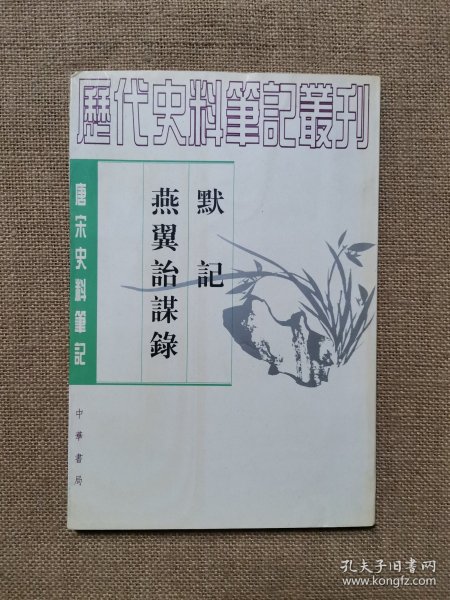 歷代史料筆記叢刊
唐宋史料筆記
默記
燕翼詒謀錄
中華書局
孔夫子旧书网
www.kongfz.com